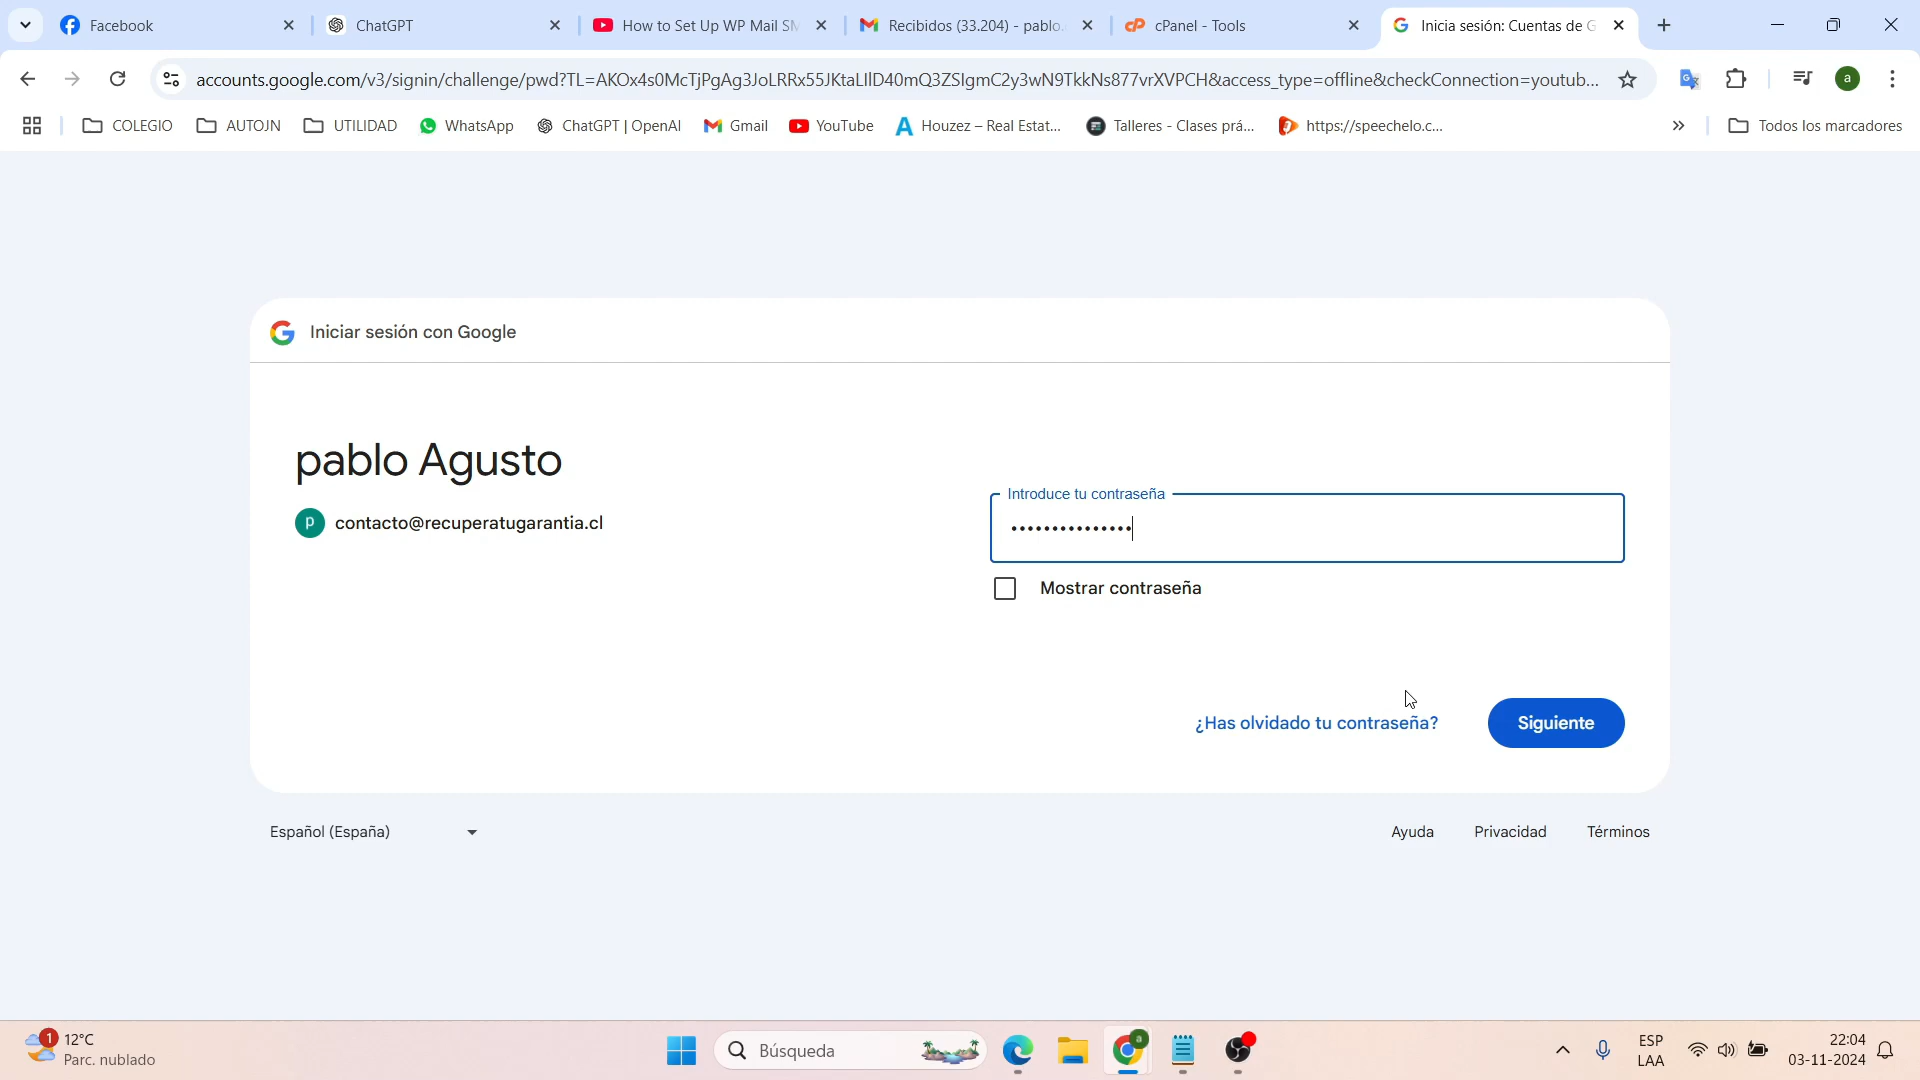 Facebook
ChatGPT
How to Set Up WP Mail SM
Recibidos (33.204) - pablo.
cPanel - Tools
Inicia sesión: Cuentas de G
accounts.google.com/v3/signin/challenge/pwd?TL=AKOx4s0McTjPgAg3JoLRRx55JKtaLIlD40mQ3ZSIgmC2y3wN9TkkNs877vrXVPCH&access_type=offline&checkConnection=youtub...
COLEGIO
AUTOJN
UTILIDAD
WhatsApp
ChatGPT | OpenAI
Gmail
YouTube
Houzez – Real Estat...
Talleres - Clases prá...
https://speechelo.c...
Todos los marcadores
Iniciar sesión con Google
pablo Agusto
p
contacto@recuperatugarantia.cl
Introduce tu contraseña
•••••••••••••••
Mostrar contraseña
¿Has olvidado tu contraseña?
Siguiente
Español (España)
Ayuda
Privacidad
Términos
1
12°C
Parc. nublado
Búsqueda
ESP
LAA
22:04
03-11-2024